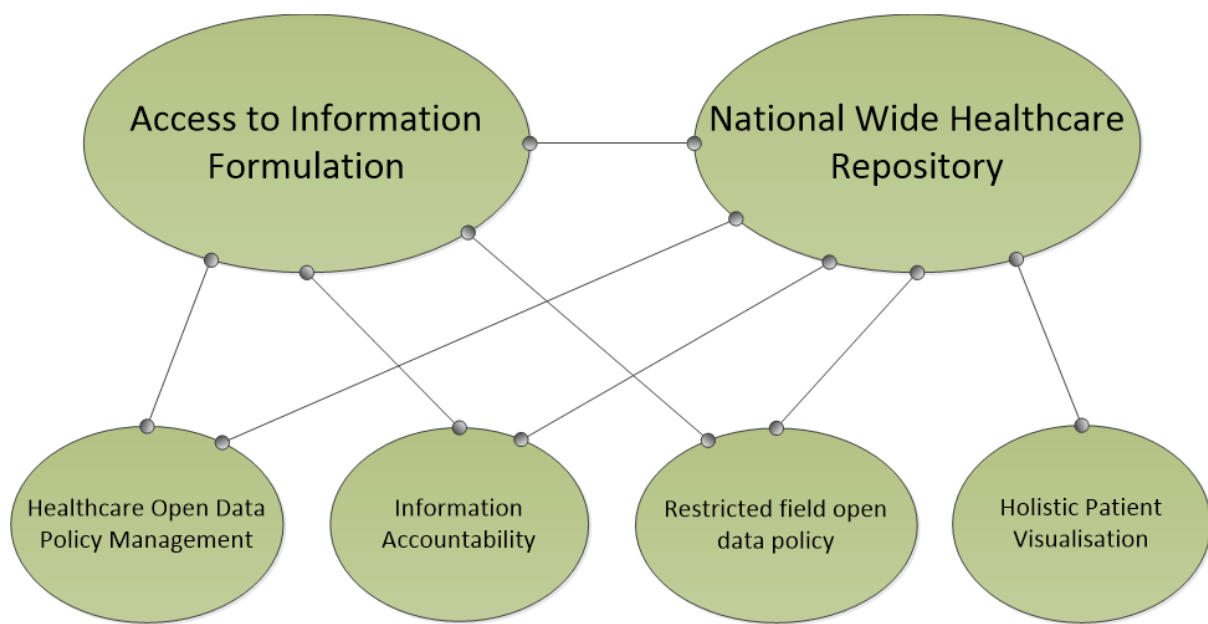 Access to Information
Formulation
National Wide Healthcare
Repository
Healthcare Open Data
Policy Management
Information
Accountability
Restricted field open
data policy
Holistic Patient
Visualisation